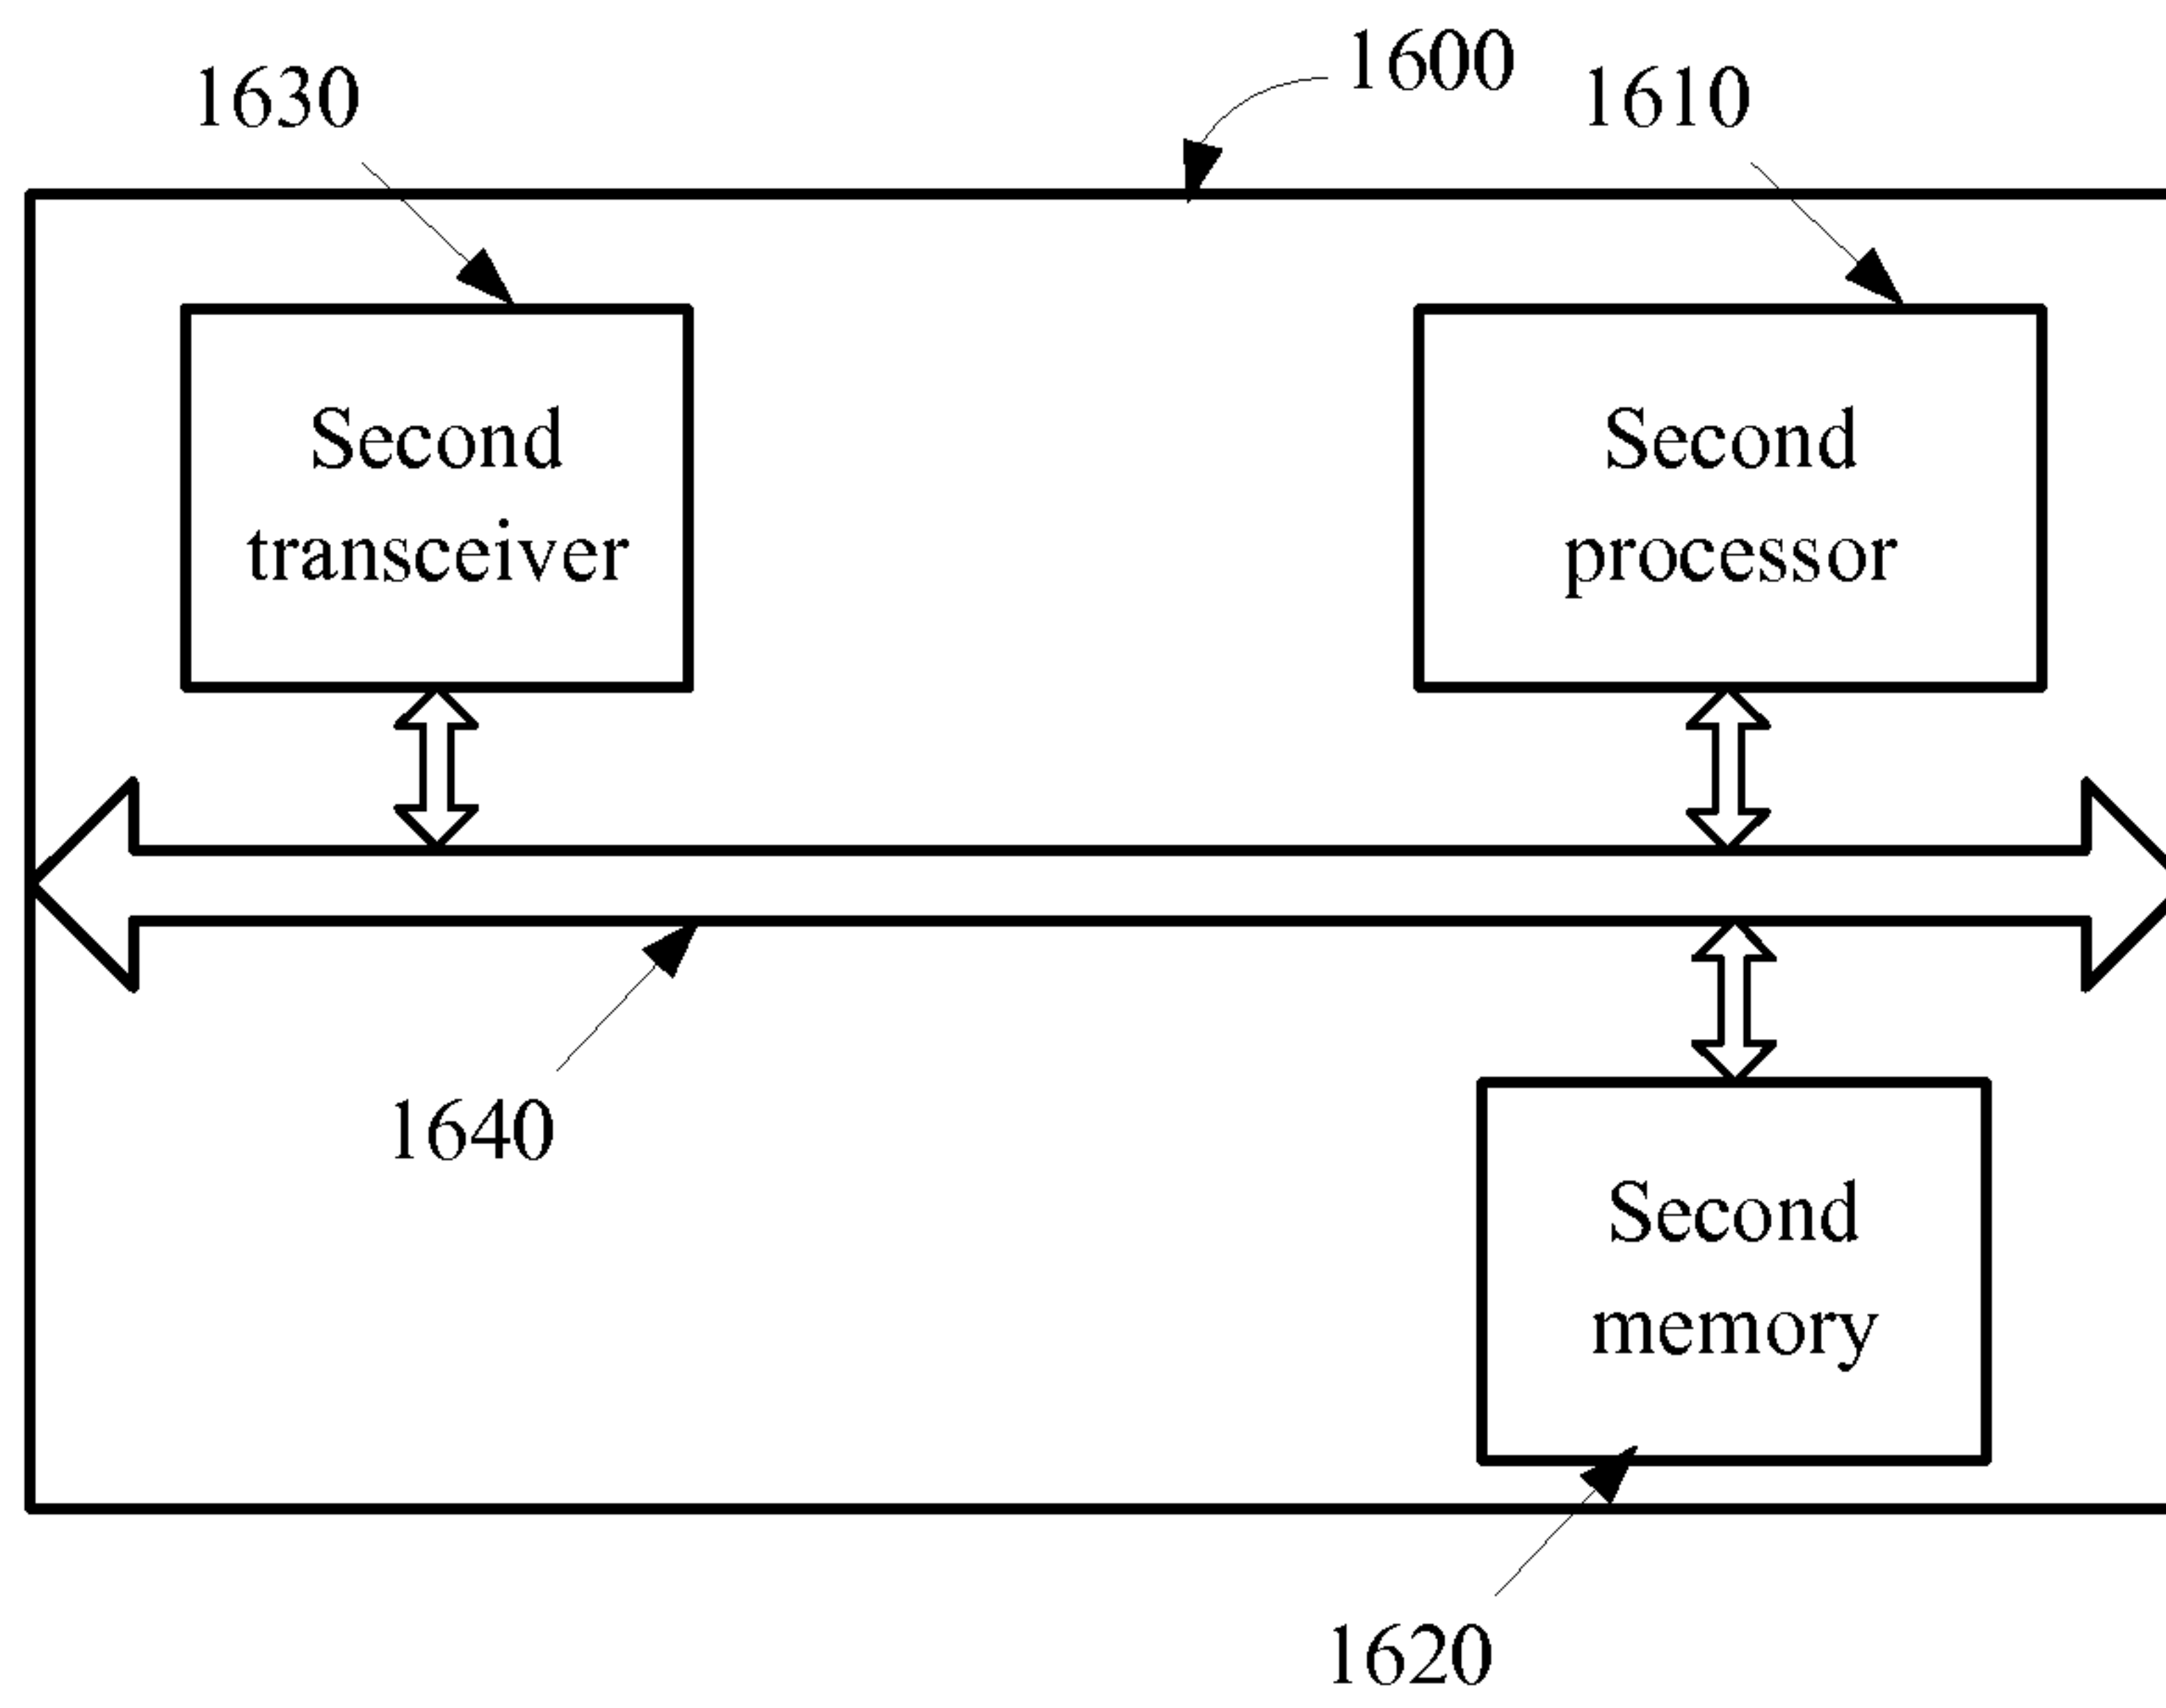 1630
1600
1610
Second
transceiver
Second
processor
1640
Second
memory
1620